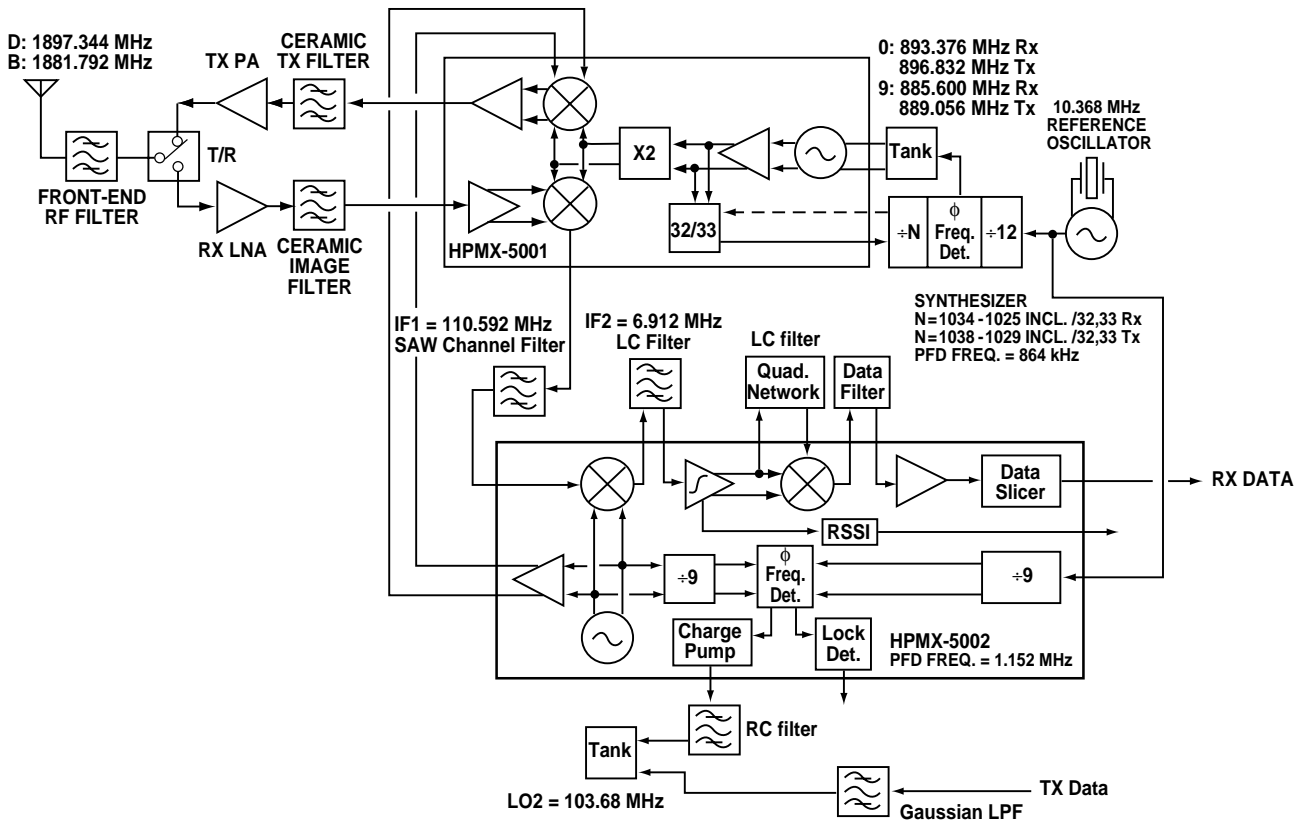 D: 1897.344 MHz
B: 1881.792 MHz
TX PA
CERAMIC
TX FILTER
0: 893.376 MHz Rx
896.832 MHz Tx
9: 885.600 MHz Rx
889.056 MHz Tx
10.368 MHz
REFERENCE
OSCILLATOR
T/R
X2
Tank
FRONT-END
RF FILTER
RX LNA
CERAMIC
IMAGE
FILTER
HPMX-5001
32/33
÷N
ϕ
Freq.
Det.
÷12
SYNTHESIZER
N=1034 -1025 INCL. /32,33 Rx
N=1038 -1029 INCL. /32,33 Tx
PFD FREQ. = 864 kHz
IF1 = 110.592 MHz
SAW Channel Filter
IF2 = 6.912 MHz
LC Filter
LC filter
Quad.
Network
Data
Filter
Data
Slicer
RX DATA
RSSI
÷9
ϕ
Freq.
Det.
÷9
Charge
Pump
Lock
Det.
HPMX-5002
PFD FREQ. = 1.152 MHz
RC filter
Tank
LO2 = 103.68 MHz
TX Data
Gaussian LPF